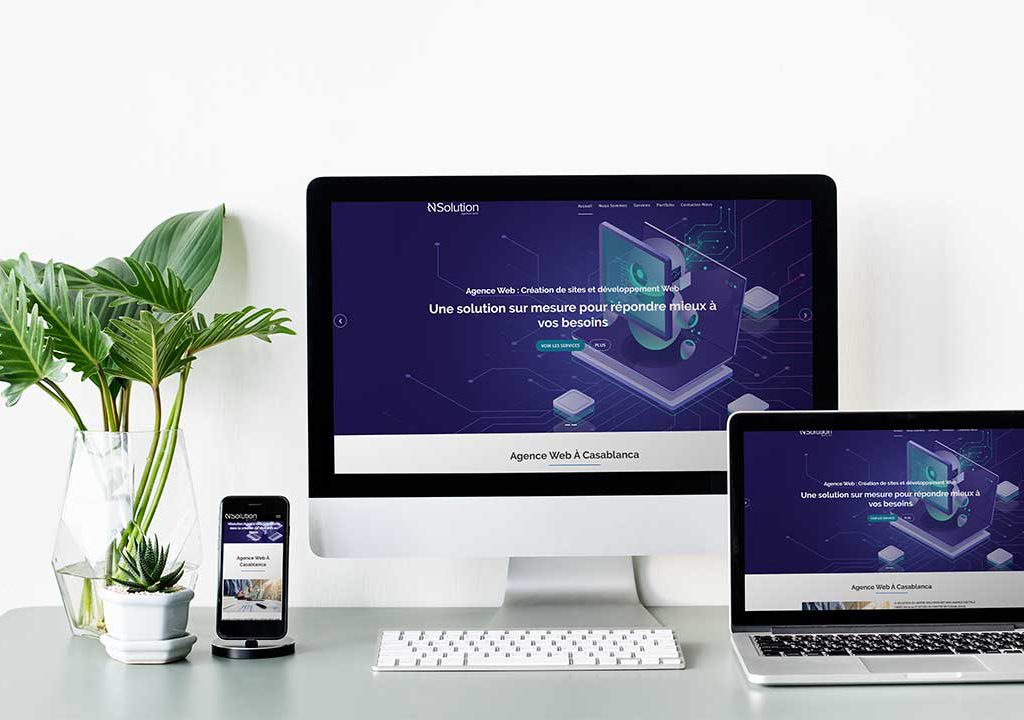 NSolution
Accueil Nous Sommes Services Portfolio Contactez-Nous
Agence Web : Création de sites et développement Web
Une solution sur mesure pour répondre mieux à
vos besoins
VOIR LES SERVICES PLUS
Agence Web À Casablanca
NSolution
Agence Web À
Casablanca
NSolution
Agence Web : Création de sites et développement Web
Une solution sur mesure pour répondre mieux à
vos besoins
VOIR LES SERVICES PLUS
Agence Web À Casablanca